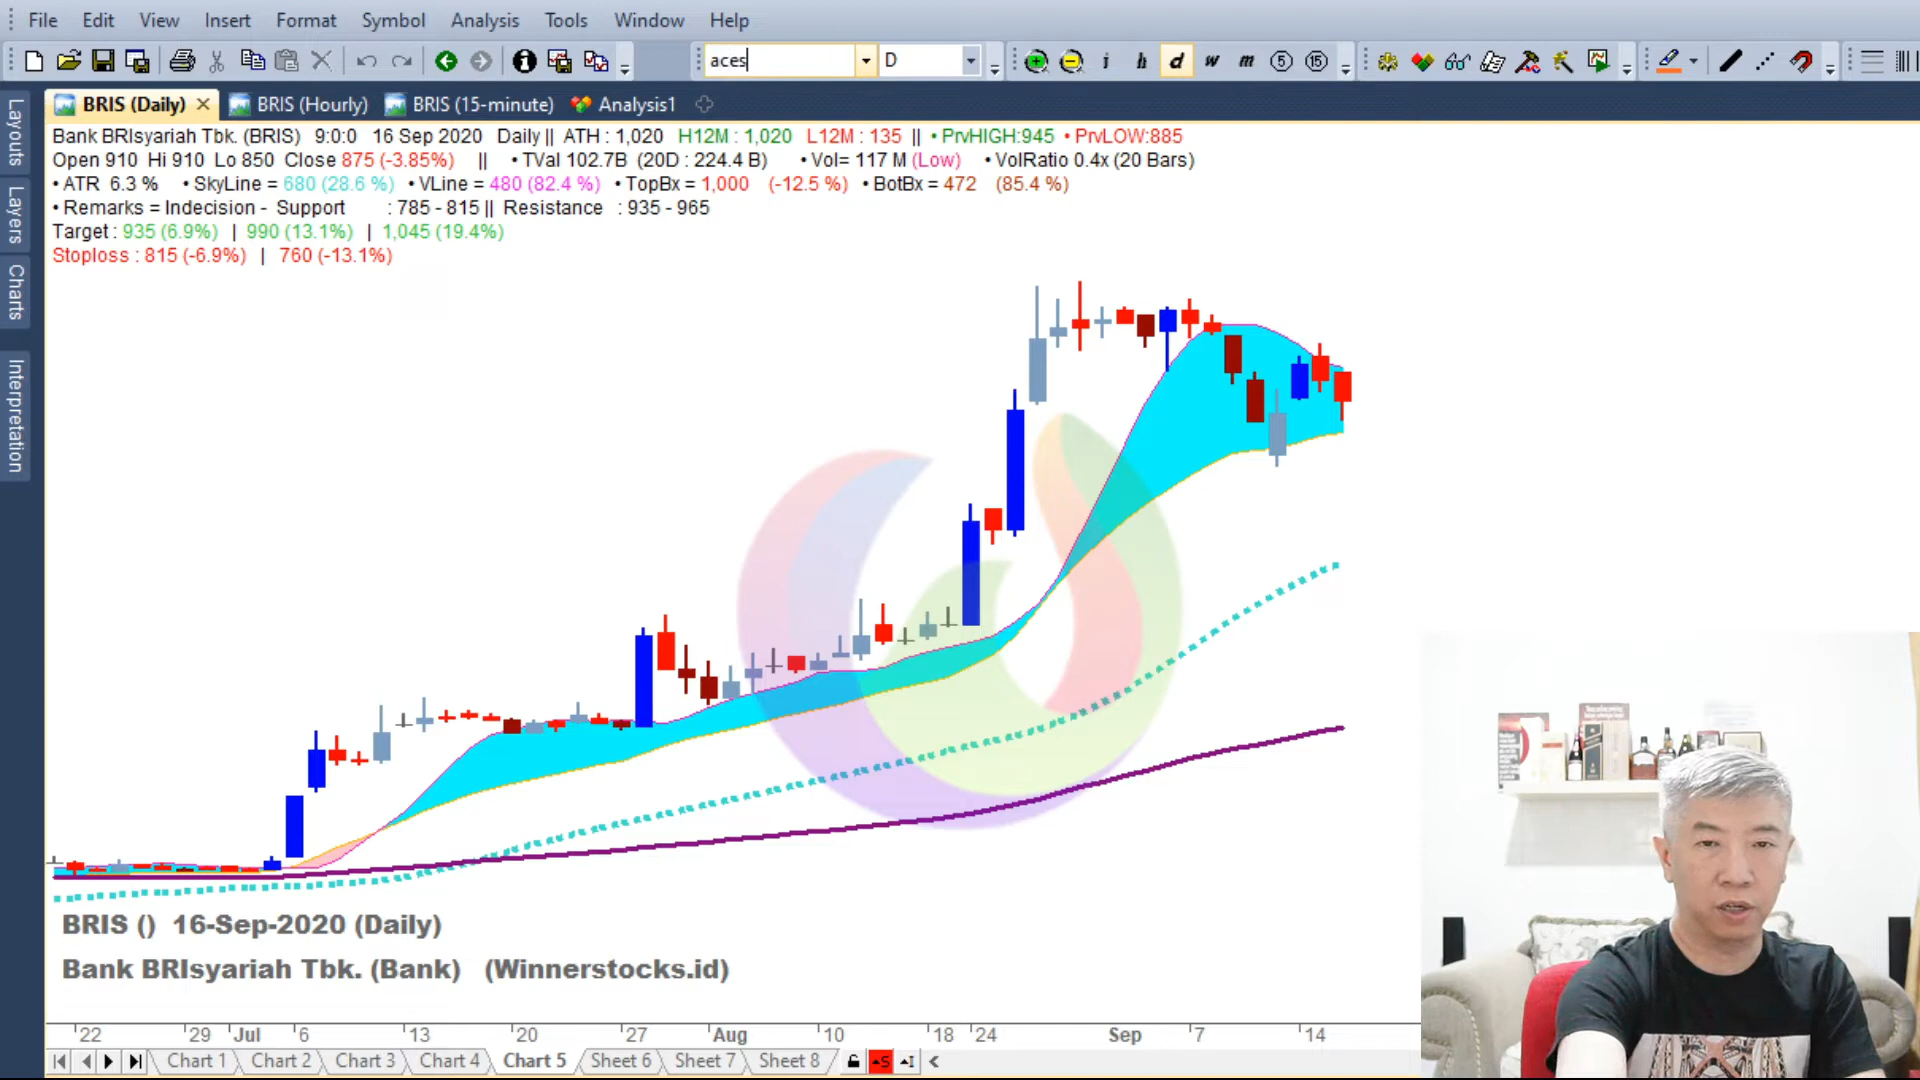 File Edit View Insert Format Symbol Analysis Tools Window Help
aces D i h d w m 5 15
BRIS (Daily) BRIS (Hourly) BRIS (15-minute) Analysis1
Layouts
Layers
Charts
Interpretation
Bank BRIsyariah Tbk. (BRIS) 9:0:0 16 Sep 2020 Daily || ATH : 1,020 H12M : 1,020 L12M : 135 || • PrvHIGH:945 • PrvLOW:885
Open 910 Hi 910 Lo 850 Close 875 (-3.85%) || • TVal 102.7B (20D : 224.4 B) • Vol= 117 M (Low) • VolRatio 0.4x (20 Bars)
• ATR 6.3 % • SkyLine = 680 (28.6 %) • VLine = 480 (82.4 %) • TopBx = 1,000 (-12.5 %) • BotBx = 472 (85.4 %)
• Remarks = Indecision - Support : 785 - 815 || Resistance : 935 - 965
Target : 935 (6.9%) | 990 (13.1%) | 1,045 (19.4%)
Stoploss : 815 (-6.9%) | 760 (-13.1%)
BRIS () 16-Sep-2020 (Daily)
Bank BRIsyariah Tbk. (Bank) (Winnerstocks.id)
22 29 Jul 6 13 20 27 Aug 10 18 24 Sep 7 14
Chart 1 Chart 2 Chart 3 Chart 4 Chart 5 Sheet 6 Sheet 7 Sheet 8